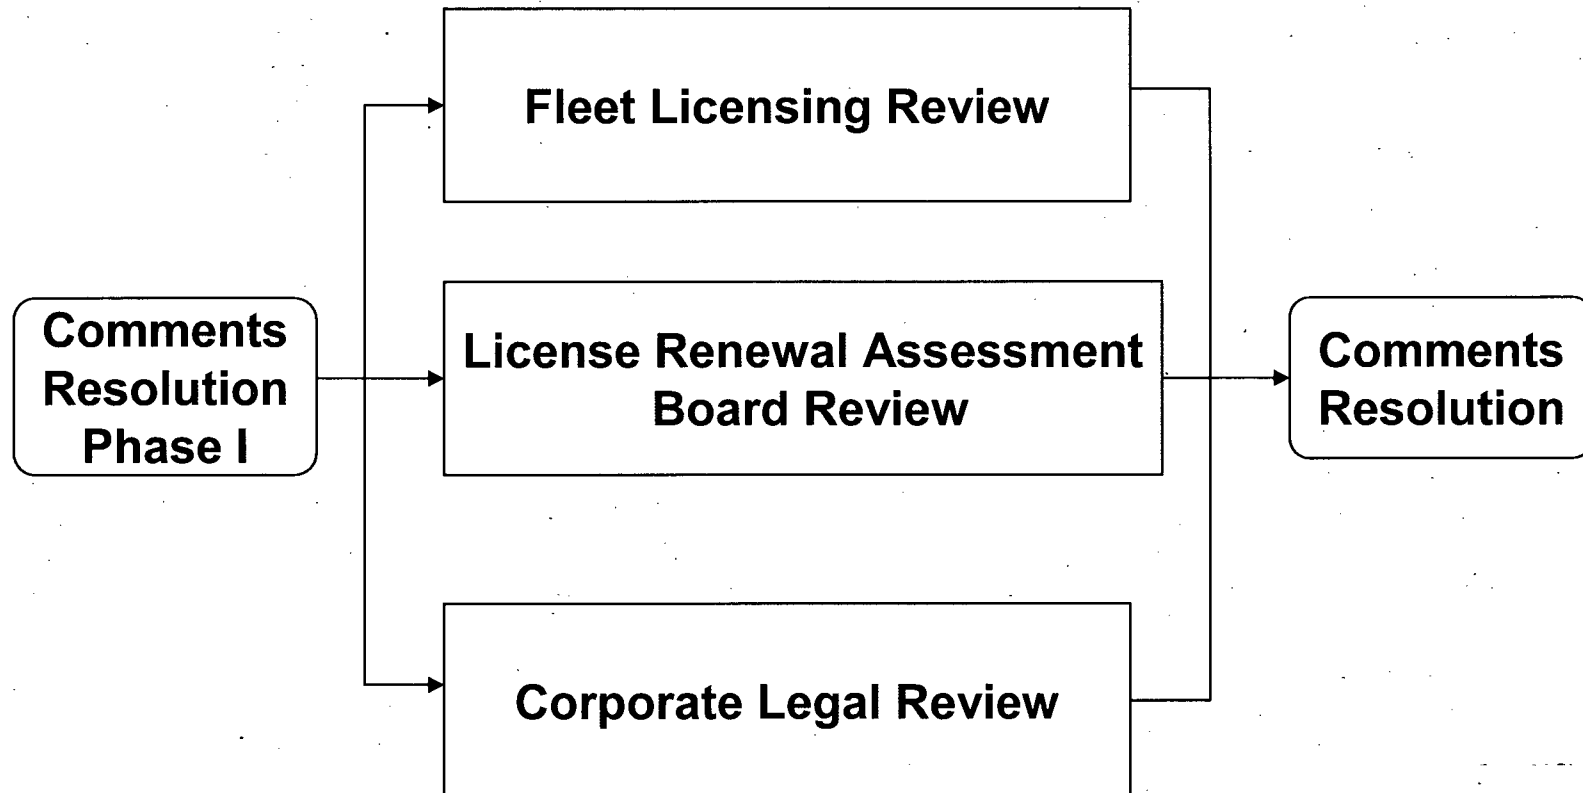 Fleet Licensing Review
Comments
Resolution
Phase I
License Renewal Assessment
Board Review
Comments
Resolution
Corporate Legal Review